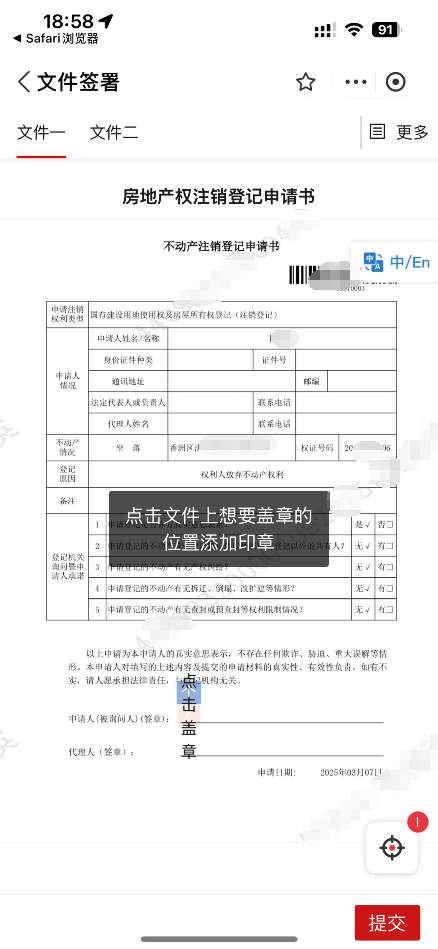 18:58
91
Safari浏览器
文件签署
文件一
文件二
更多
房地产权注销登记申请书
不动产注销登记申请书
中/En
申请注销权利类型
国有建设用地使用权及房屋所有权登记（注销登记）
申请人情况
申请人姓名/名称
身份证件种类
证件号
通讯地址
邮编
法定代表人或负责人
联系电话
代理人姓名
联系电话
不动产情况
坐 落
香洲区
权证号码
20
06
登记原因
权利人放弃不动产权利
备注
点击文件上想要盖章的
位置添加印章
登记机关询问暨申请人承诺
1
是√ 否□
2 申请登记的不动
记以外的共有人？ 无√ 有□
3 申请登记的不动产有无产权纠纷？ 无√ 有□
4 申请登记的不动产有无拆迁、倒塌、改扩建等情形？ 无√ 有□
5 申请登记的不动产有无查封或预查封等权利限制情况？ 无√ 有□
以上申请为本申请人的真实意思表示，不存在任何欺诈、胁迫、重大误解等情
形。本申请人对填写的上述内容及提交的申请材料的真实性、有效性负责，如有不
实，请人愿承担法律责任，与登记机构无关。
点击盖章
申请人(被询问人)(签章)：
代理人（签章）：
申请日期： 2025年03月07日
1
提交